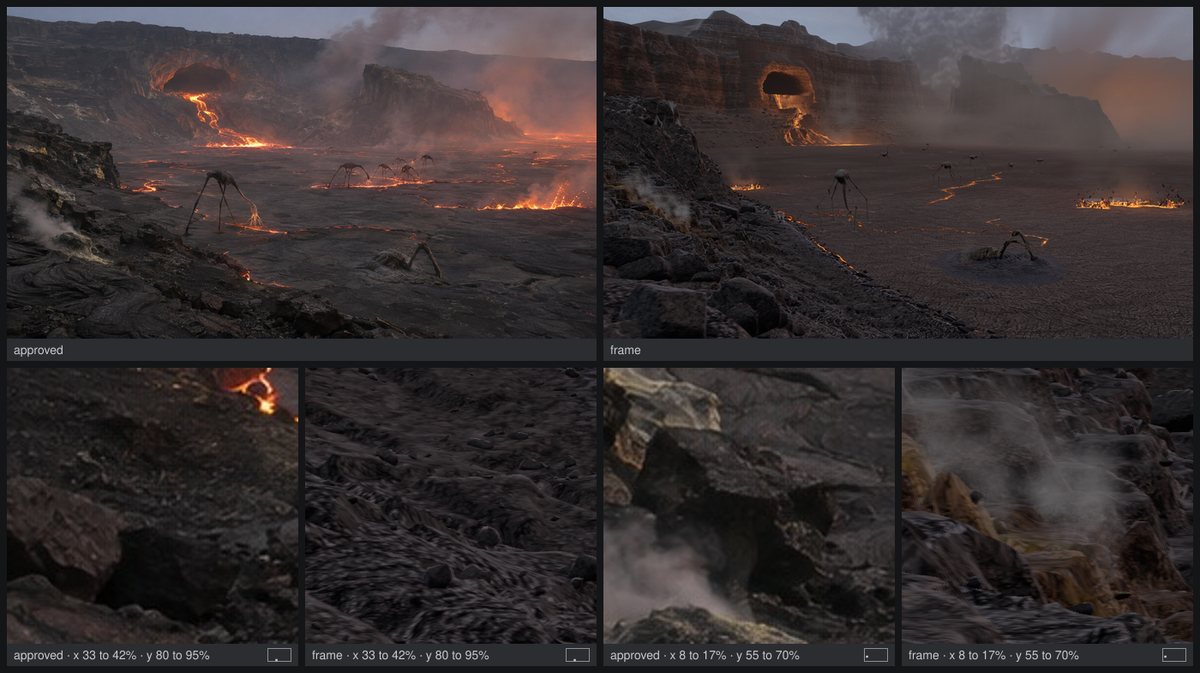 approved
frame
approved · x 33 to 42% · y 80 to 95%
frame · x 33 to 42% · y 80 to 95%
approved · x 8 to 17% · y 55 to 70%
frame · x 8 to 17% · y 55 to 70%